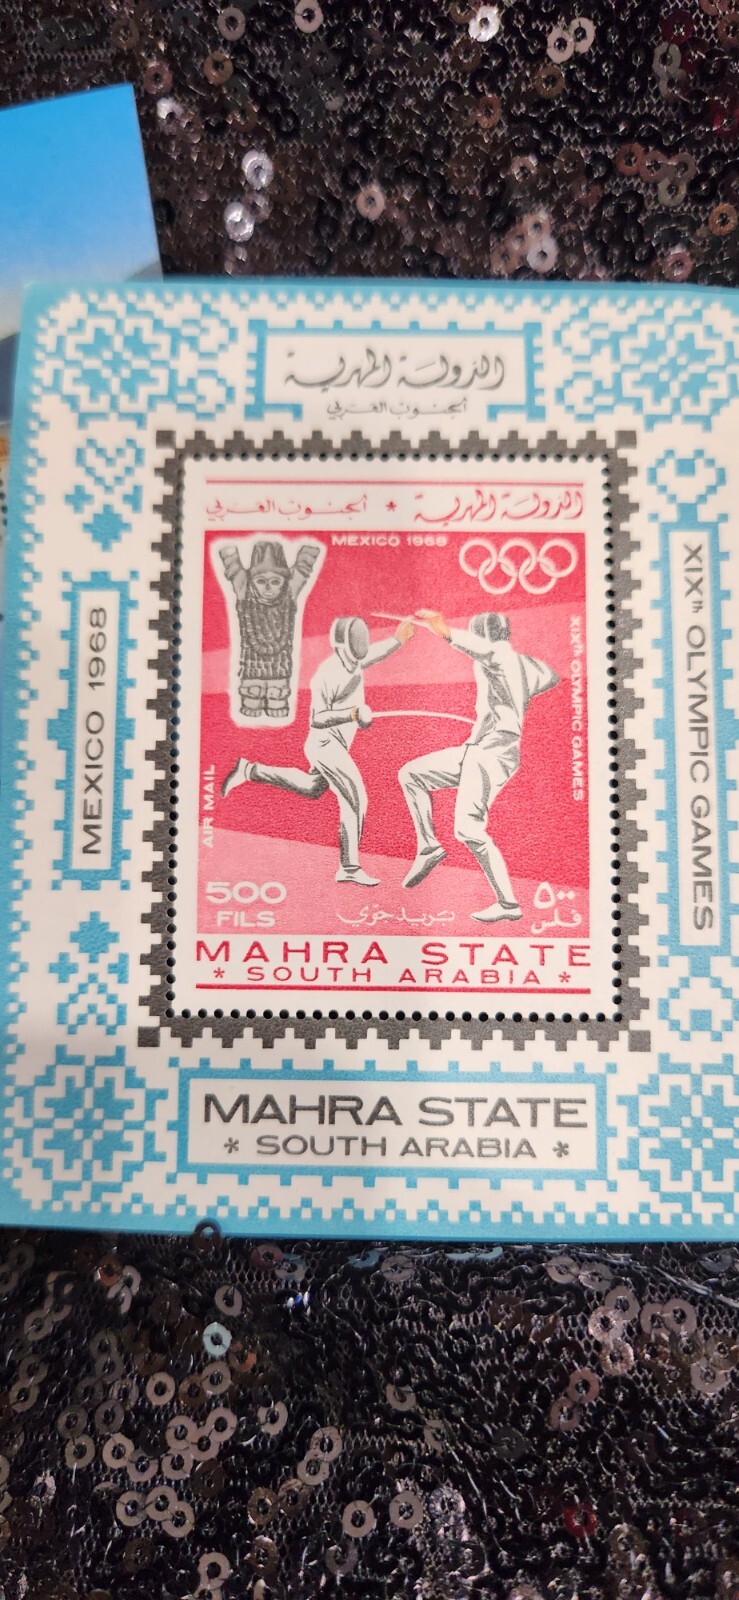 الدولة المهرية
الجنوب العربي
الدولة المهرية * الجنوب العربي
MEXICO 1968
XIXth OLYMPIC GAMES
AIR MAIL
500
FILS
بريد جوي
٥٠٠
فلس
MAHRA STATE
* SOUTH ARABIA *
MEXICO 1968
XIXth OLYMPIC GAMES
MAHRA STATE
* SOUTH ARABIA *